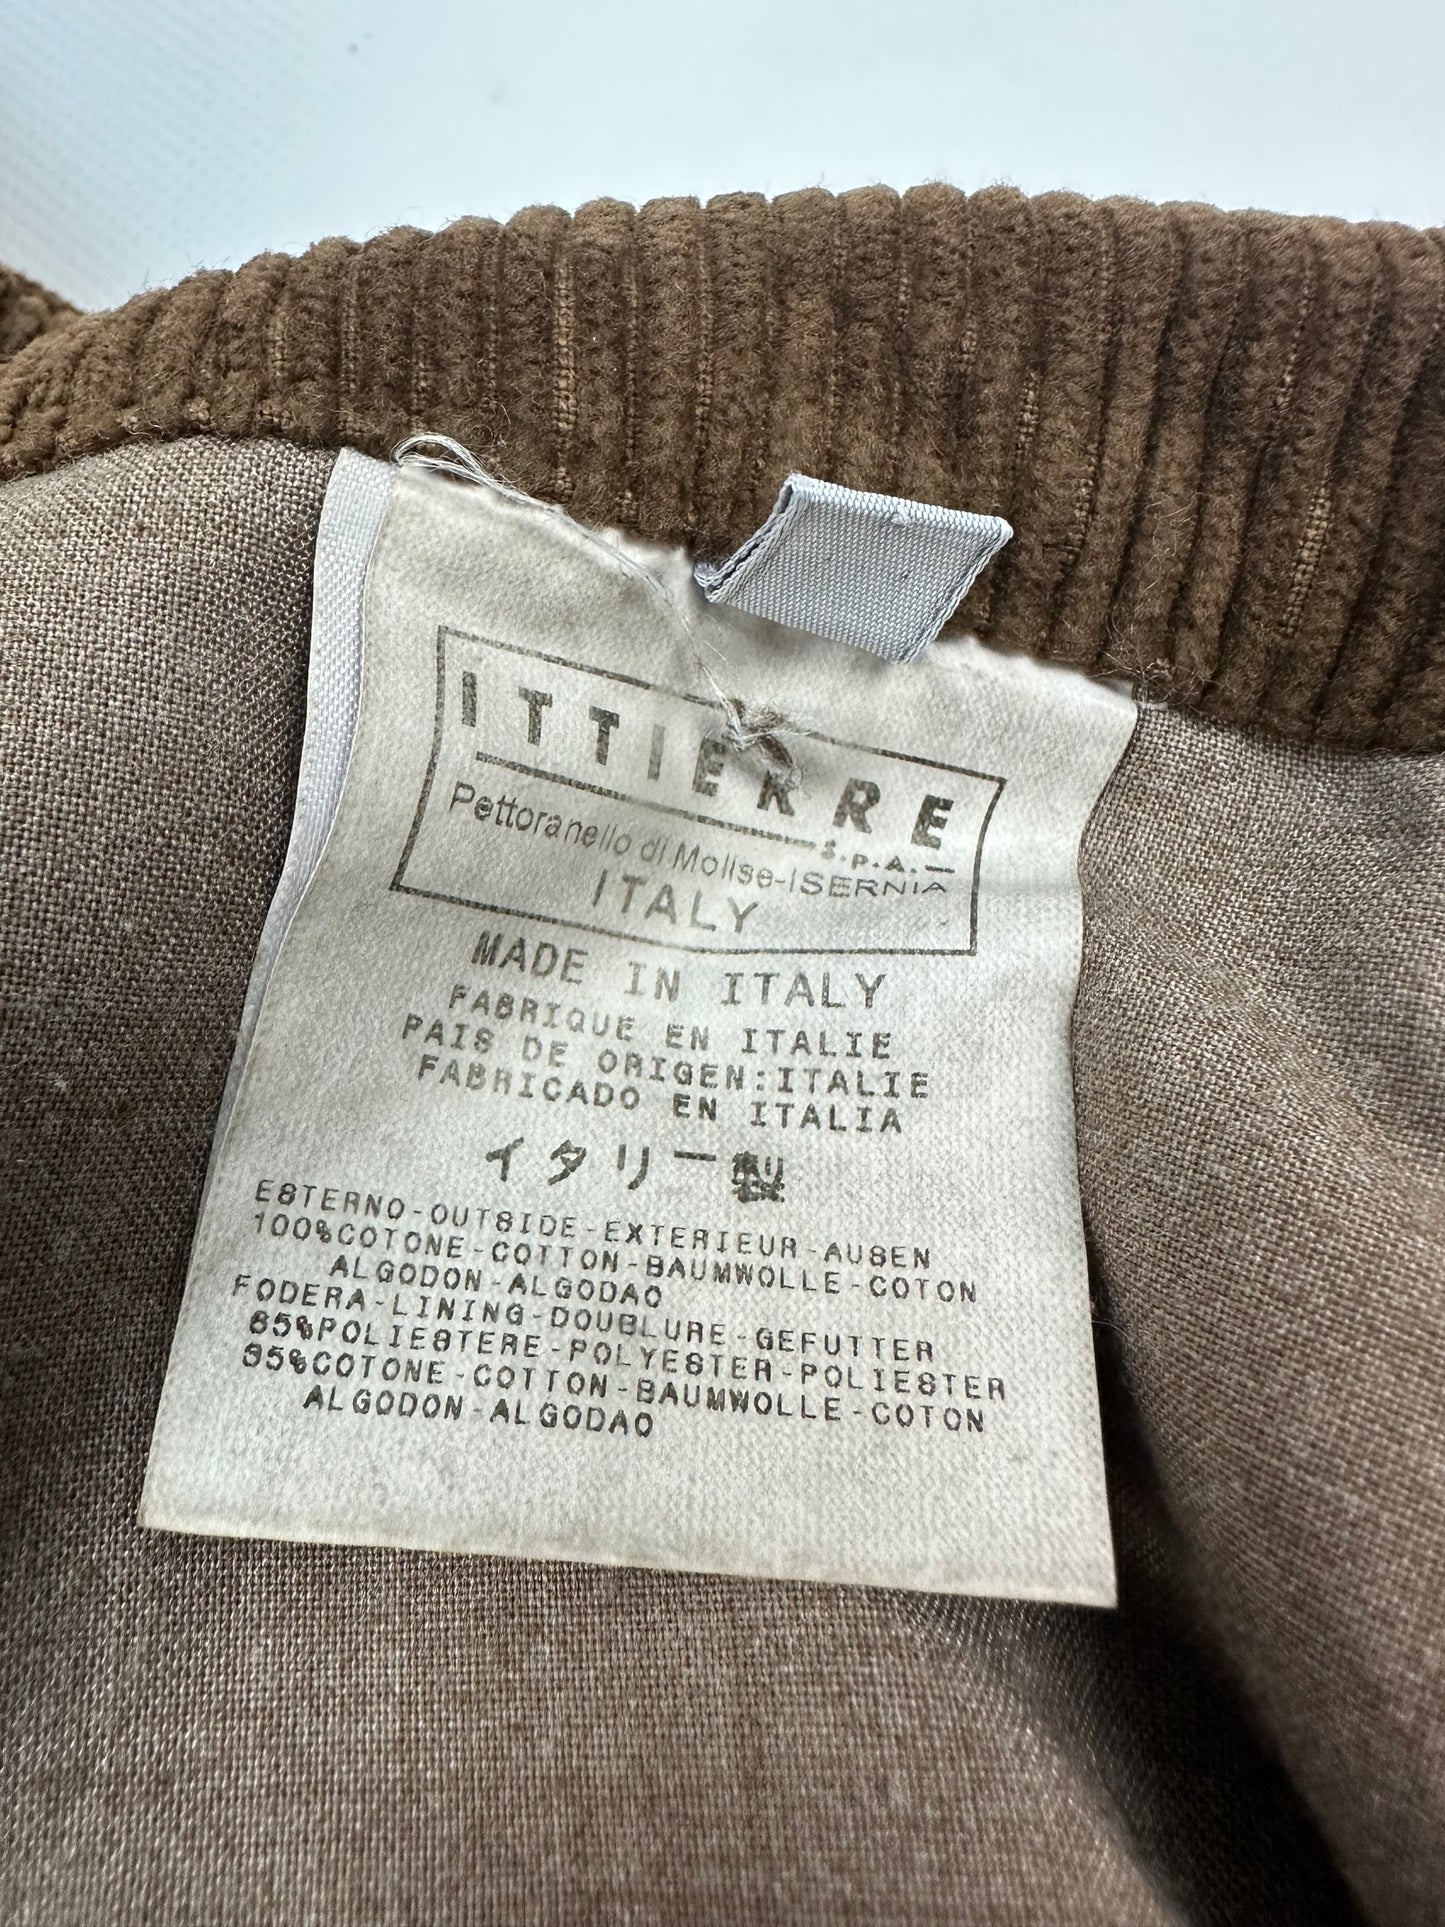 ITTIERRE
S.P.A.
Pettoranello di Molise-ISERNIA
ITALY
MADE IN ITALY
FABRIQUE EN ITALIE
PAIS DE ORIGEN:ITALIE
FABRICADO EN ITALIA
イタリー製
ESTERNO-OUTSIDE-EXTERIEUR-AUSEN
100%COTONE-COTTON-BAUMWOLLE-COTON
ALGODON-ALGODAO
FODERA-LINING-DOUBLURE-GEFUTTER
65%POLIESTERE-POLYESTER-POLIESTER
35%COTONE-COTTON-BAUMWOLLE-COTON
ALGODON-ALGODAO